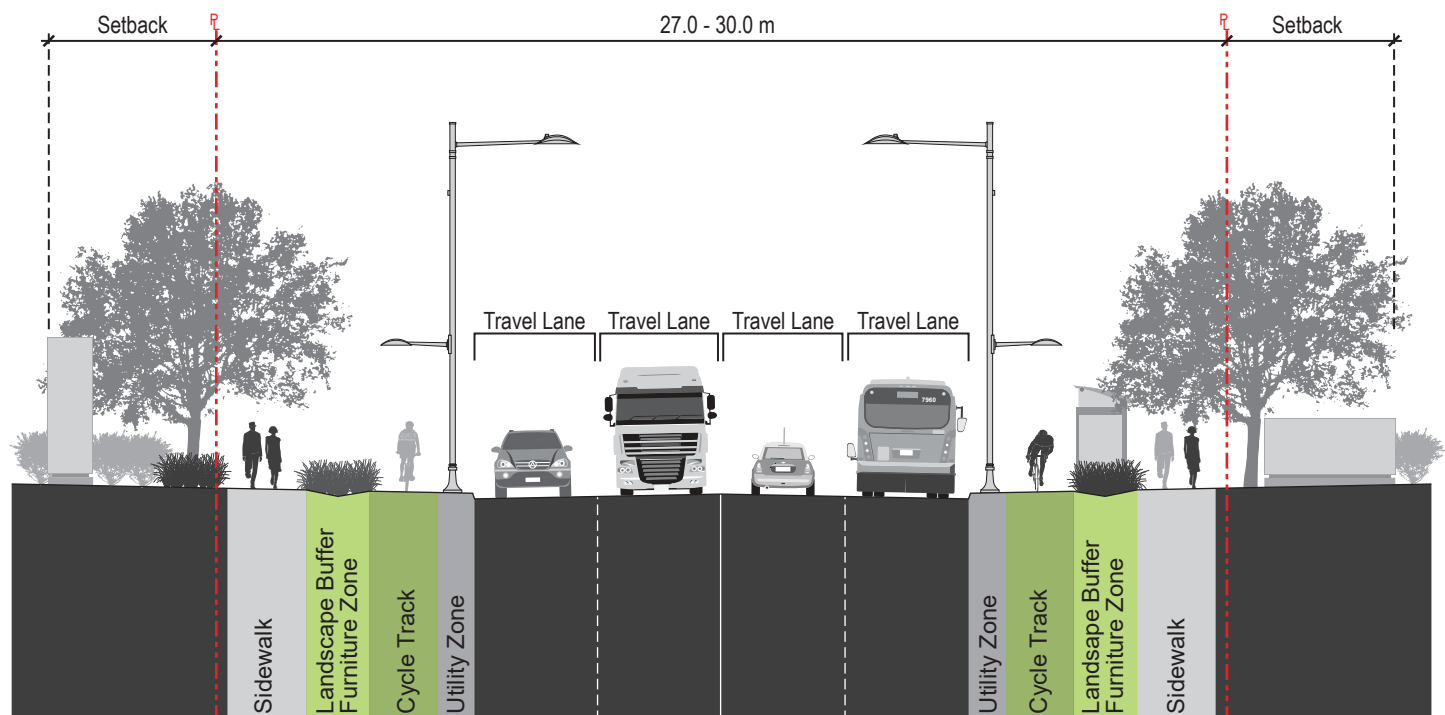 Setback
PL
27.0 - 30.0 m
PL
Setback
Travel Lane
Travel Lane
Travel Lane
Travel Lane
7960
Sidewalk
Landscape Buffer
Furniture Zone
Cycle Track
Utility Zone
Utility Zone
Cycle Track
Landsape Buffer
Furniture Zone
Sidewalk